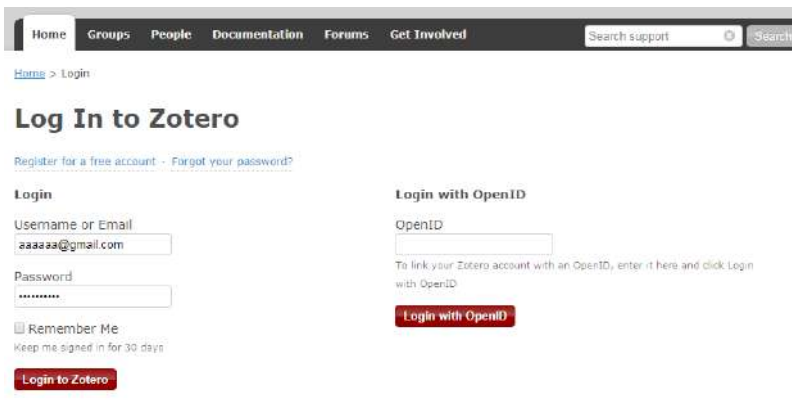 Home Groups People Documentation Forums Get Involved Search support Search
Home > Login
Log In to Zotero
Register for a free account - Forgot your password?
Login
Username or Email
aaaaaa@gmail.com
Password
••••••••••
Remember Me
Keep me signed in for 30 days
Login to Zotero
Login with OpenID
OpenID
To link your Zotero account with an OpenID, enter it here and click Login
with OpenID
Login with OpenID